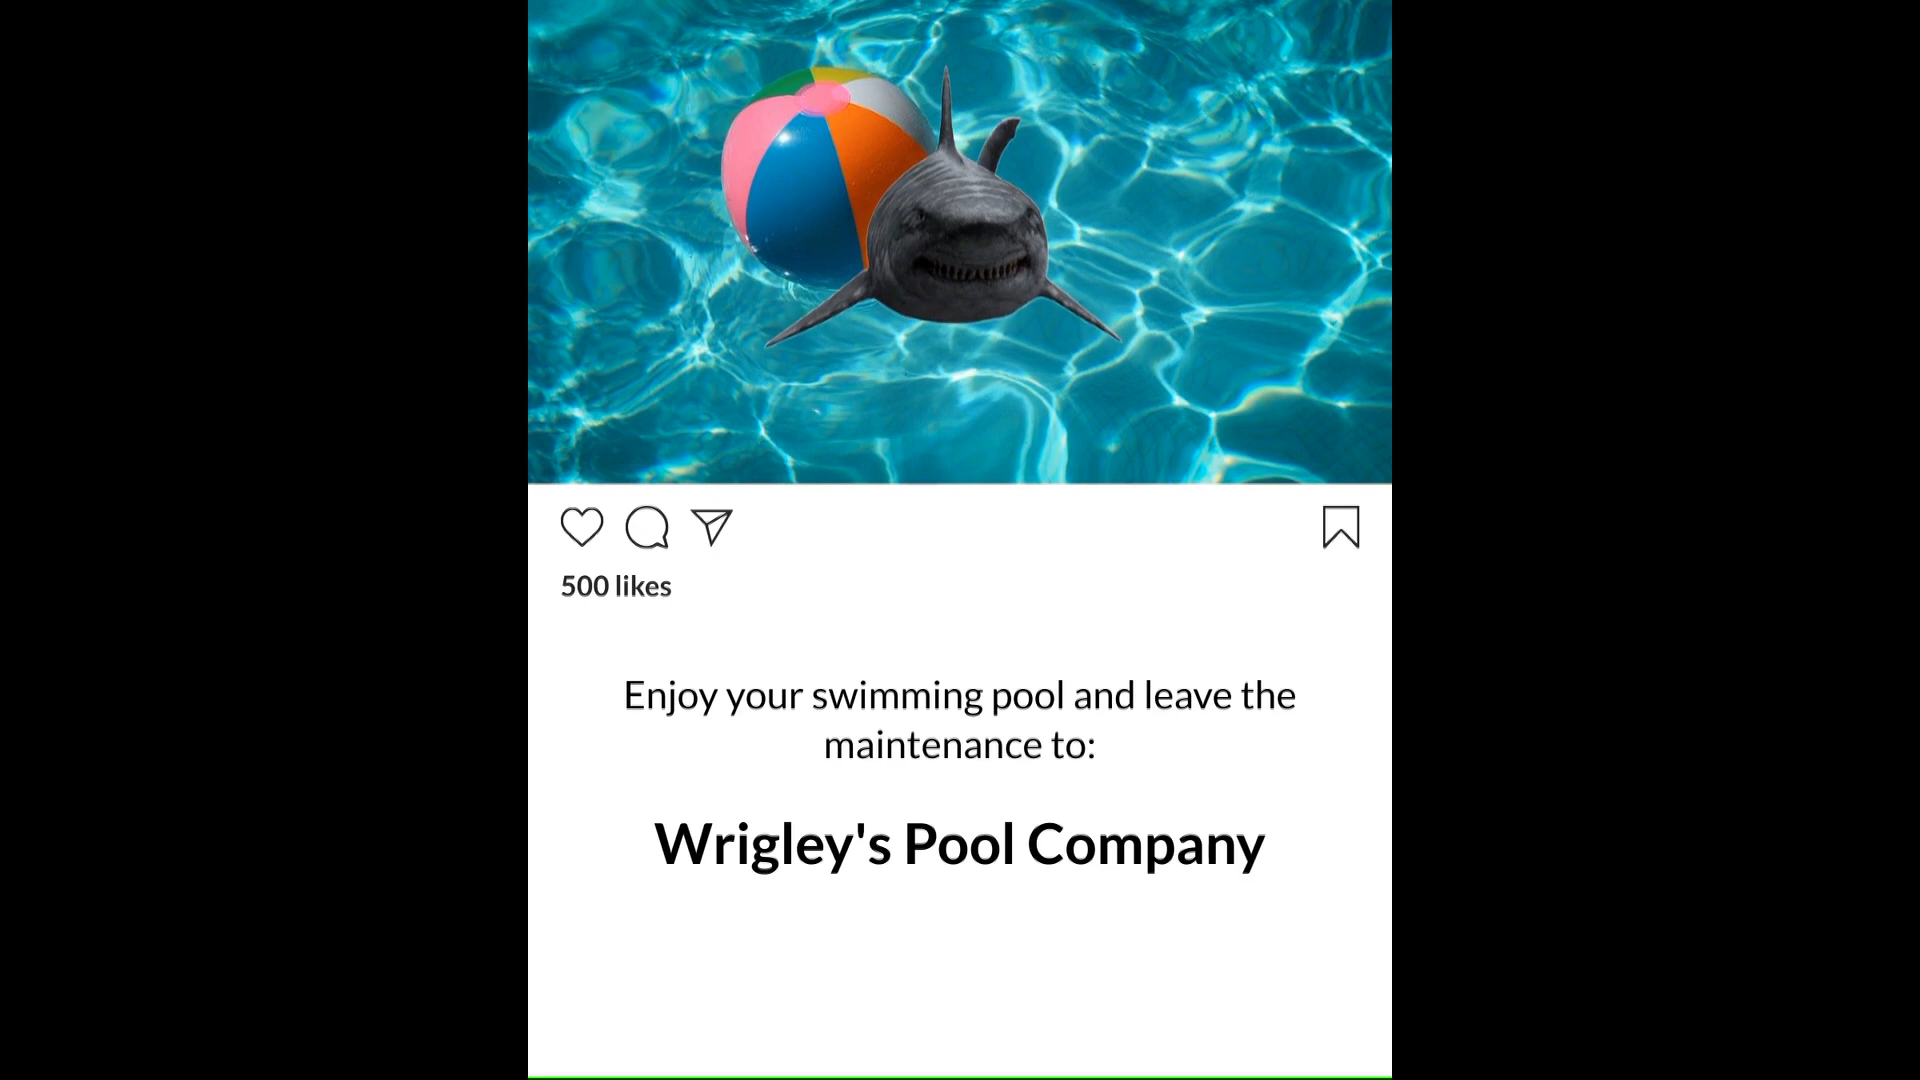 500 likes
Enjoy your swimming pool and leave the
maintenance to:
Wrigley's Pool Company